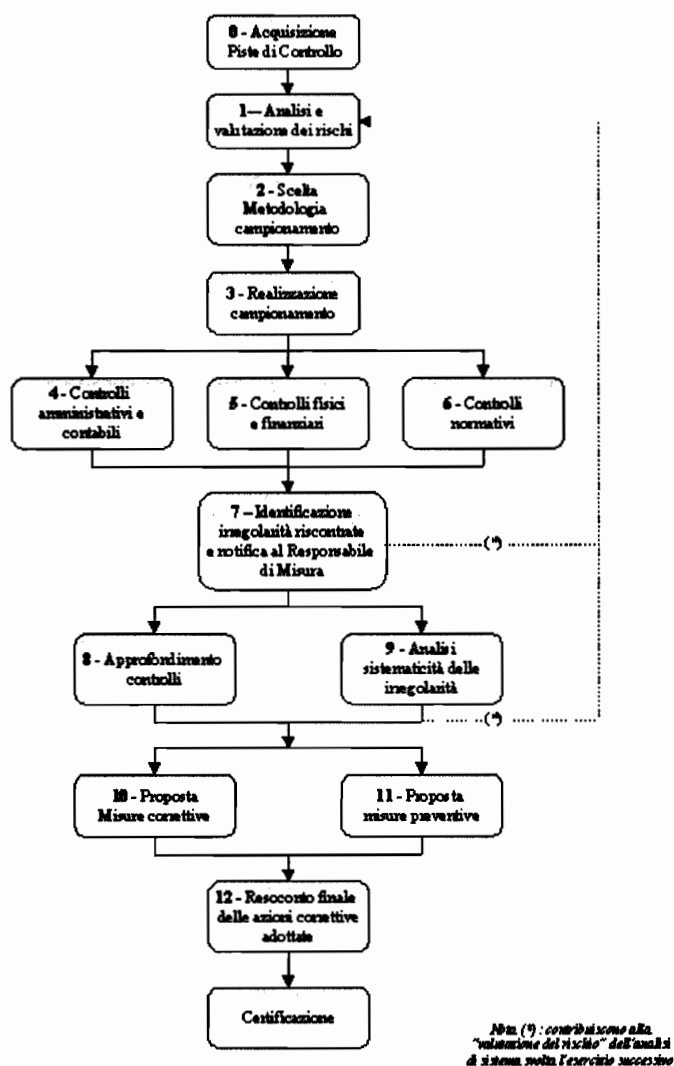 0 - Acquisizione
Piste di Controllo
1 — Analisi e
valutazione dei rischi
2 - Scelta
Metodologia
campionamento
3 - Realizzazione
campionamento
4 - Controlli
amministrativi e
contabili
5 - Controlli fisici
e finanziari
6 - Controlli
normativi
7 – Identificazione
irregolarità riscontrate
e notifica al Responsabile
di Misura
(*)
8 - Approfondimento
controlli
9 - Analisi
sistematicità delle
irregolarità
(*)
10 - Proposta
Misure correttive
11 - Proposta
misure preventive
12 - Resoconto finale
delle azioni correttive
adottate
Certificazione
Nota (*) : contribuiscono alla
"valutazione del rischio" dell'analisi
di sistema svolta l'esercizio successivo